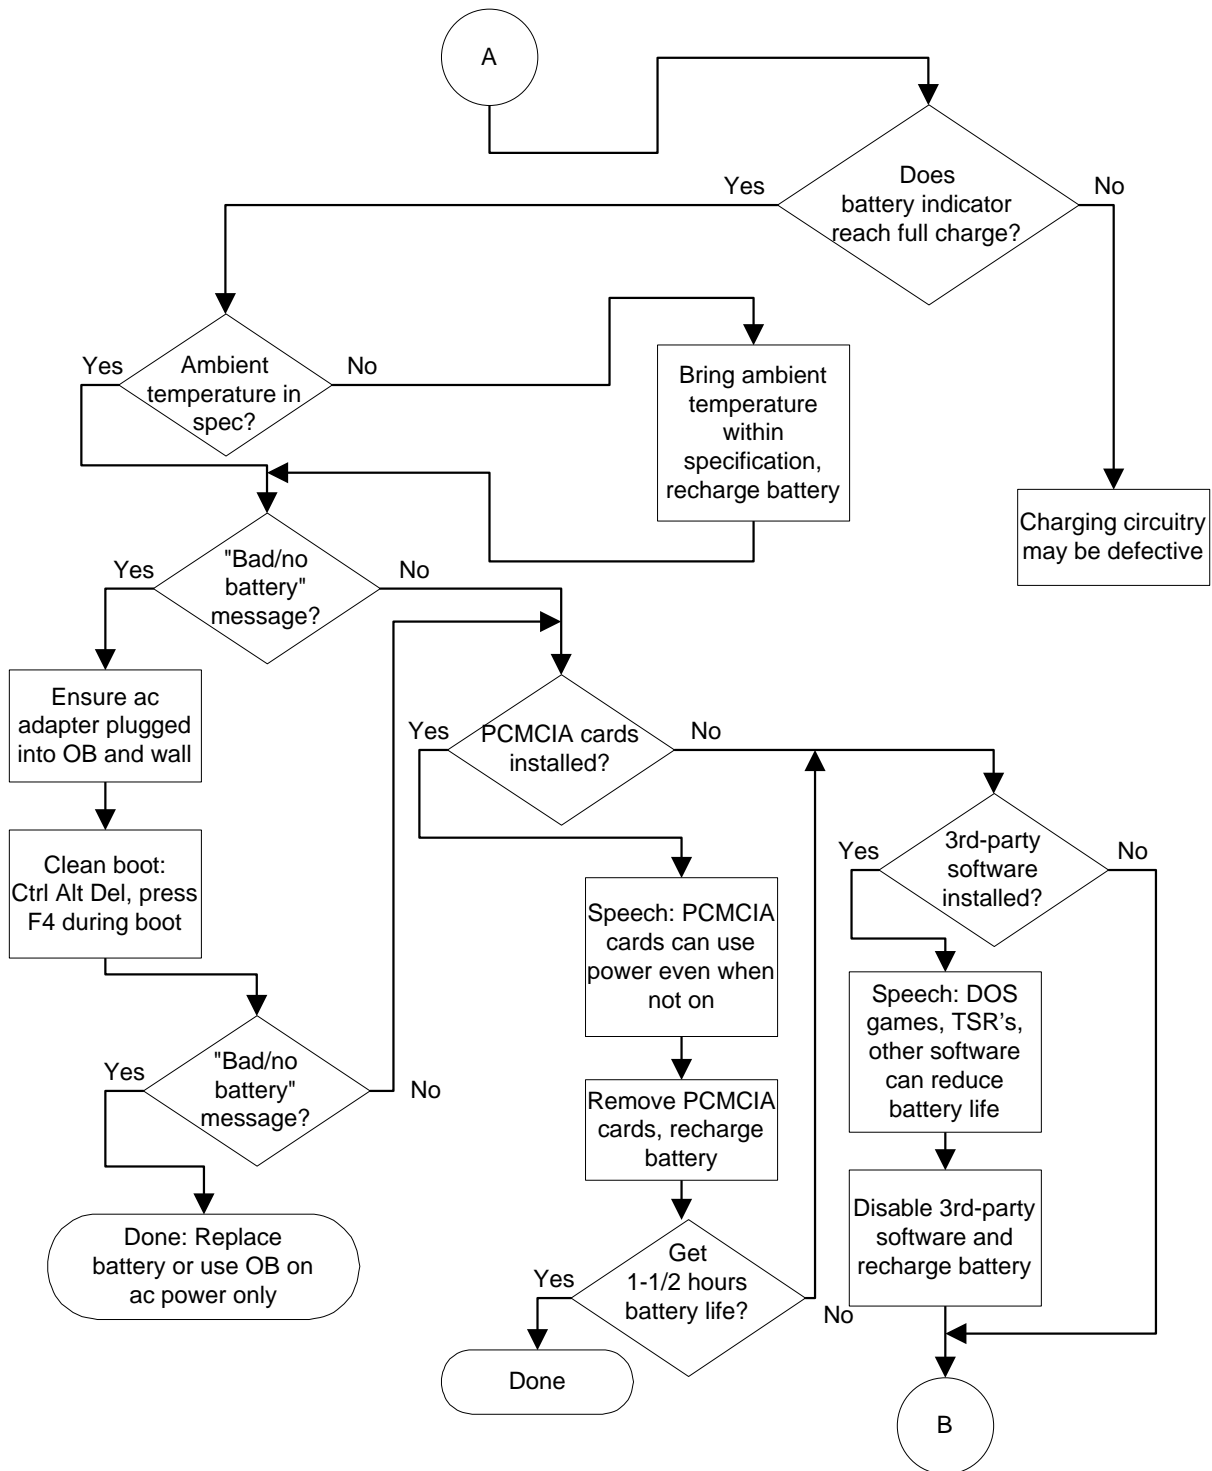 A
Does
battery indicator
reach full charge?
Yes
No
Ambient
temperature in
spec?
Yes
No
Bring ambient
temperature
within
specification,
recharge battery
Charging circuitry
may be defective
"Bad/no
battery"
message?
Yes
No
Ensure ac
adapter plugged
into OB and wall
Clean boot:
Ctrl Alt Del, press
F4 during boot
"Bad/no
battery"
message?
Yes
No
Done: Replace
battery or use OB on
ac power only
PCMCIA cards
installed?
Yes
No
Speech: PCMCIA
cards can use
power even when
not on
Remove PCMCIA
cards, recharge
battery
Get
1-1/2 hours
battery life?
Yes
No
Done
3rd-party
software
installed?
Yes
No
Speech: DOS
games, TSR’s,
other software
can reduce
battery life
Disable 3rd-party
software and
recharge battery
B